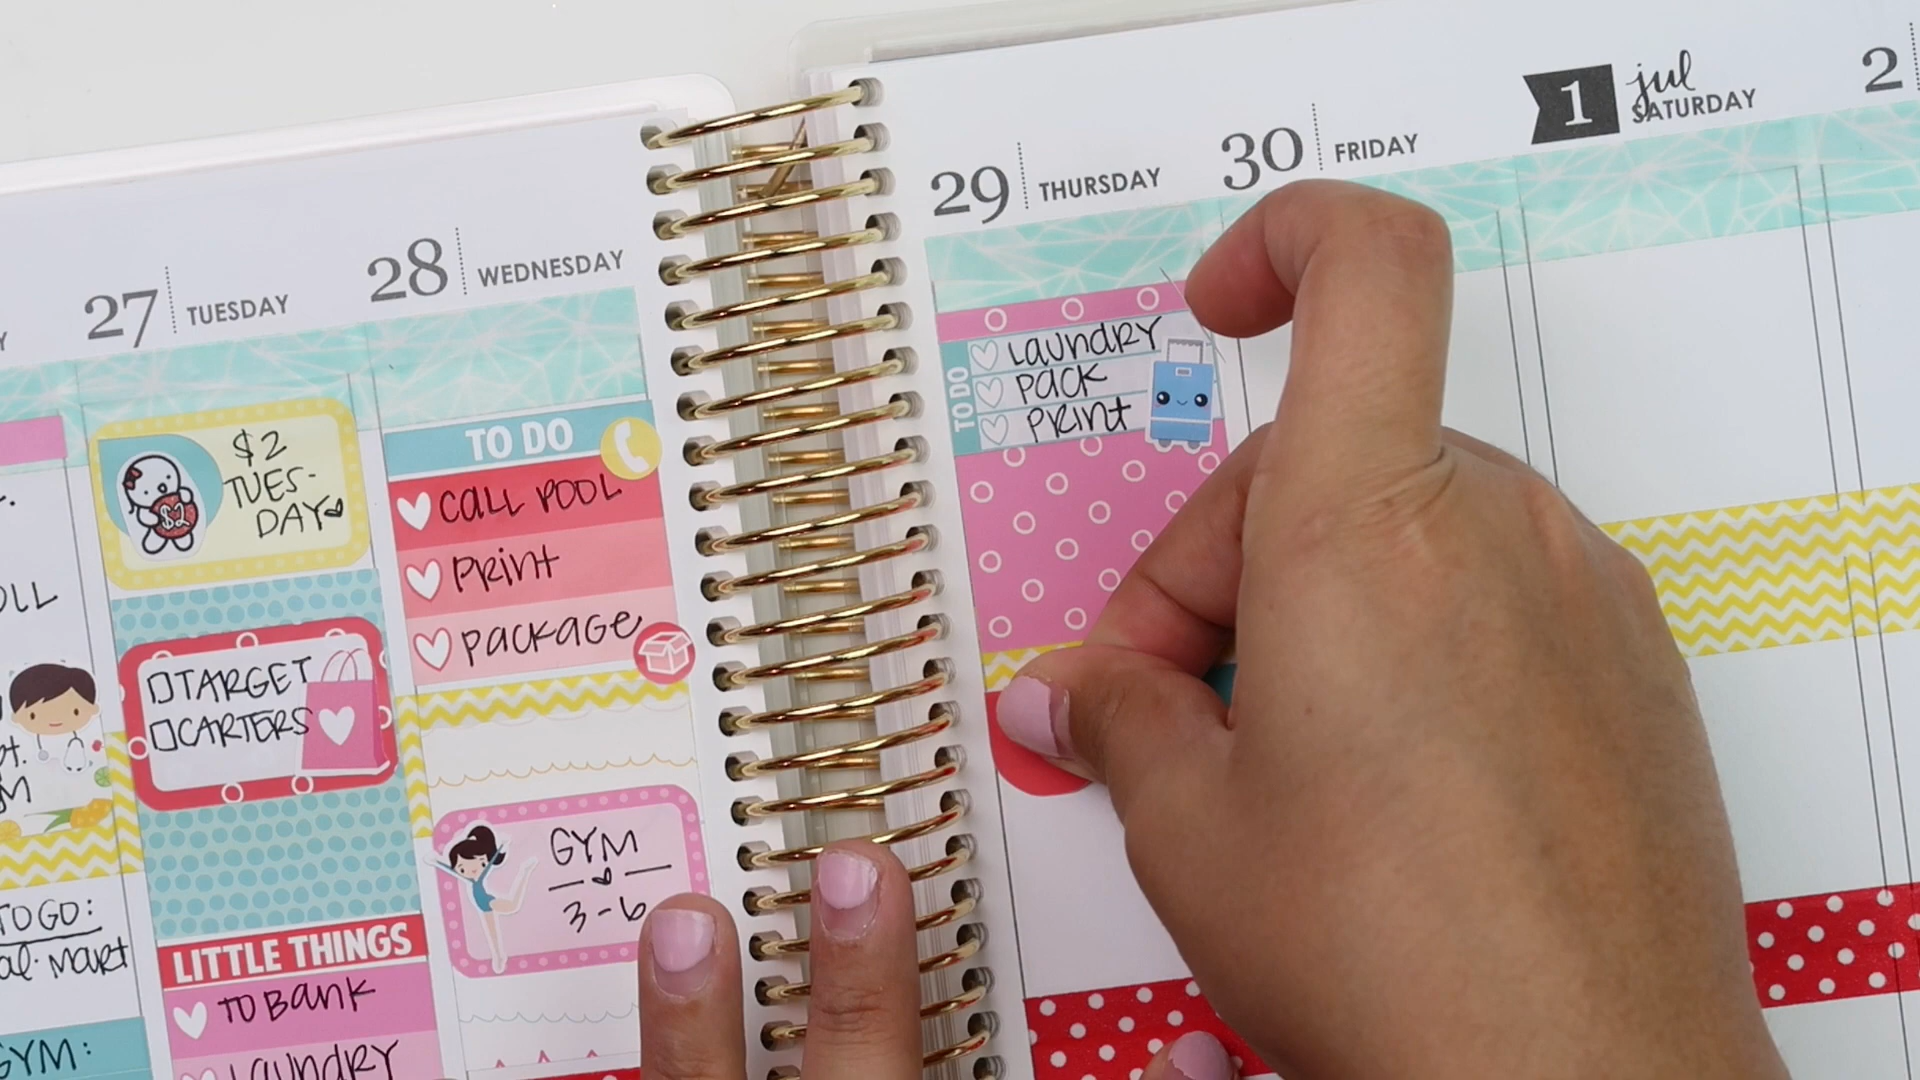 27 TUESDAY
28 WEDNESDAY
29 THURSDAY
30 FRIDAY
1 jul SATURDAY
2
$2
TUES-
DAY
$2
TARGET
CARTERS
LITTLE THINGS
TO BANK
LAUNDRY
TO DO
CALL POOL
PRINT
PACKAGE
GYM
3-6
TO DO
LAUNDRY
PACK
PRINT
TO GO:
GYM: